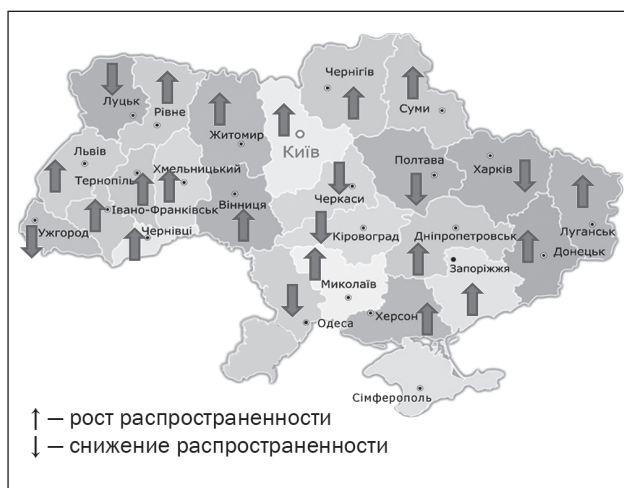 Чернігів
Луцьк
Рівне
Суми
Житомир
Київ
Львів
Хмельницький
Тернопіль
Полтава
Харків
Черкаси
Вінниця
Івано-Франківськ
Ужгород
Чернівці
Кіровоград
Дніпропетровськ
Луганськ
Донецьк
Запоріжжя
Миколаїв
Херсон
Одеса
Сімферополь
↑ — рост распространенности
↓ — снижение распространенности